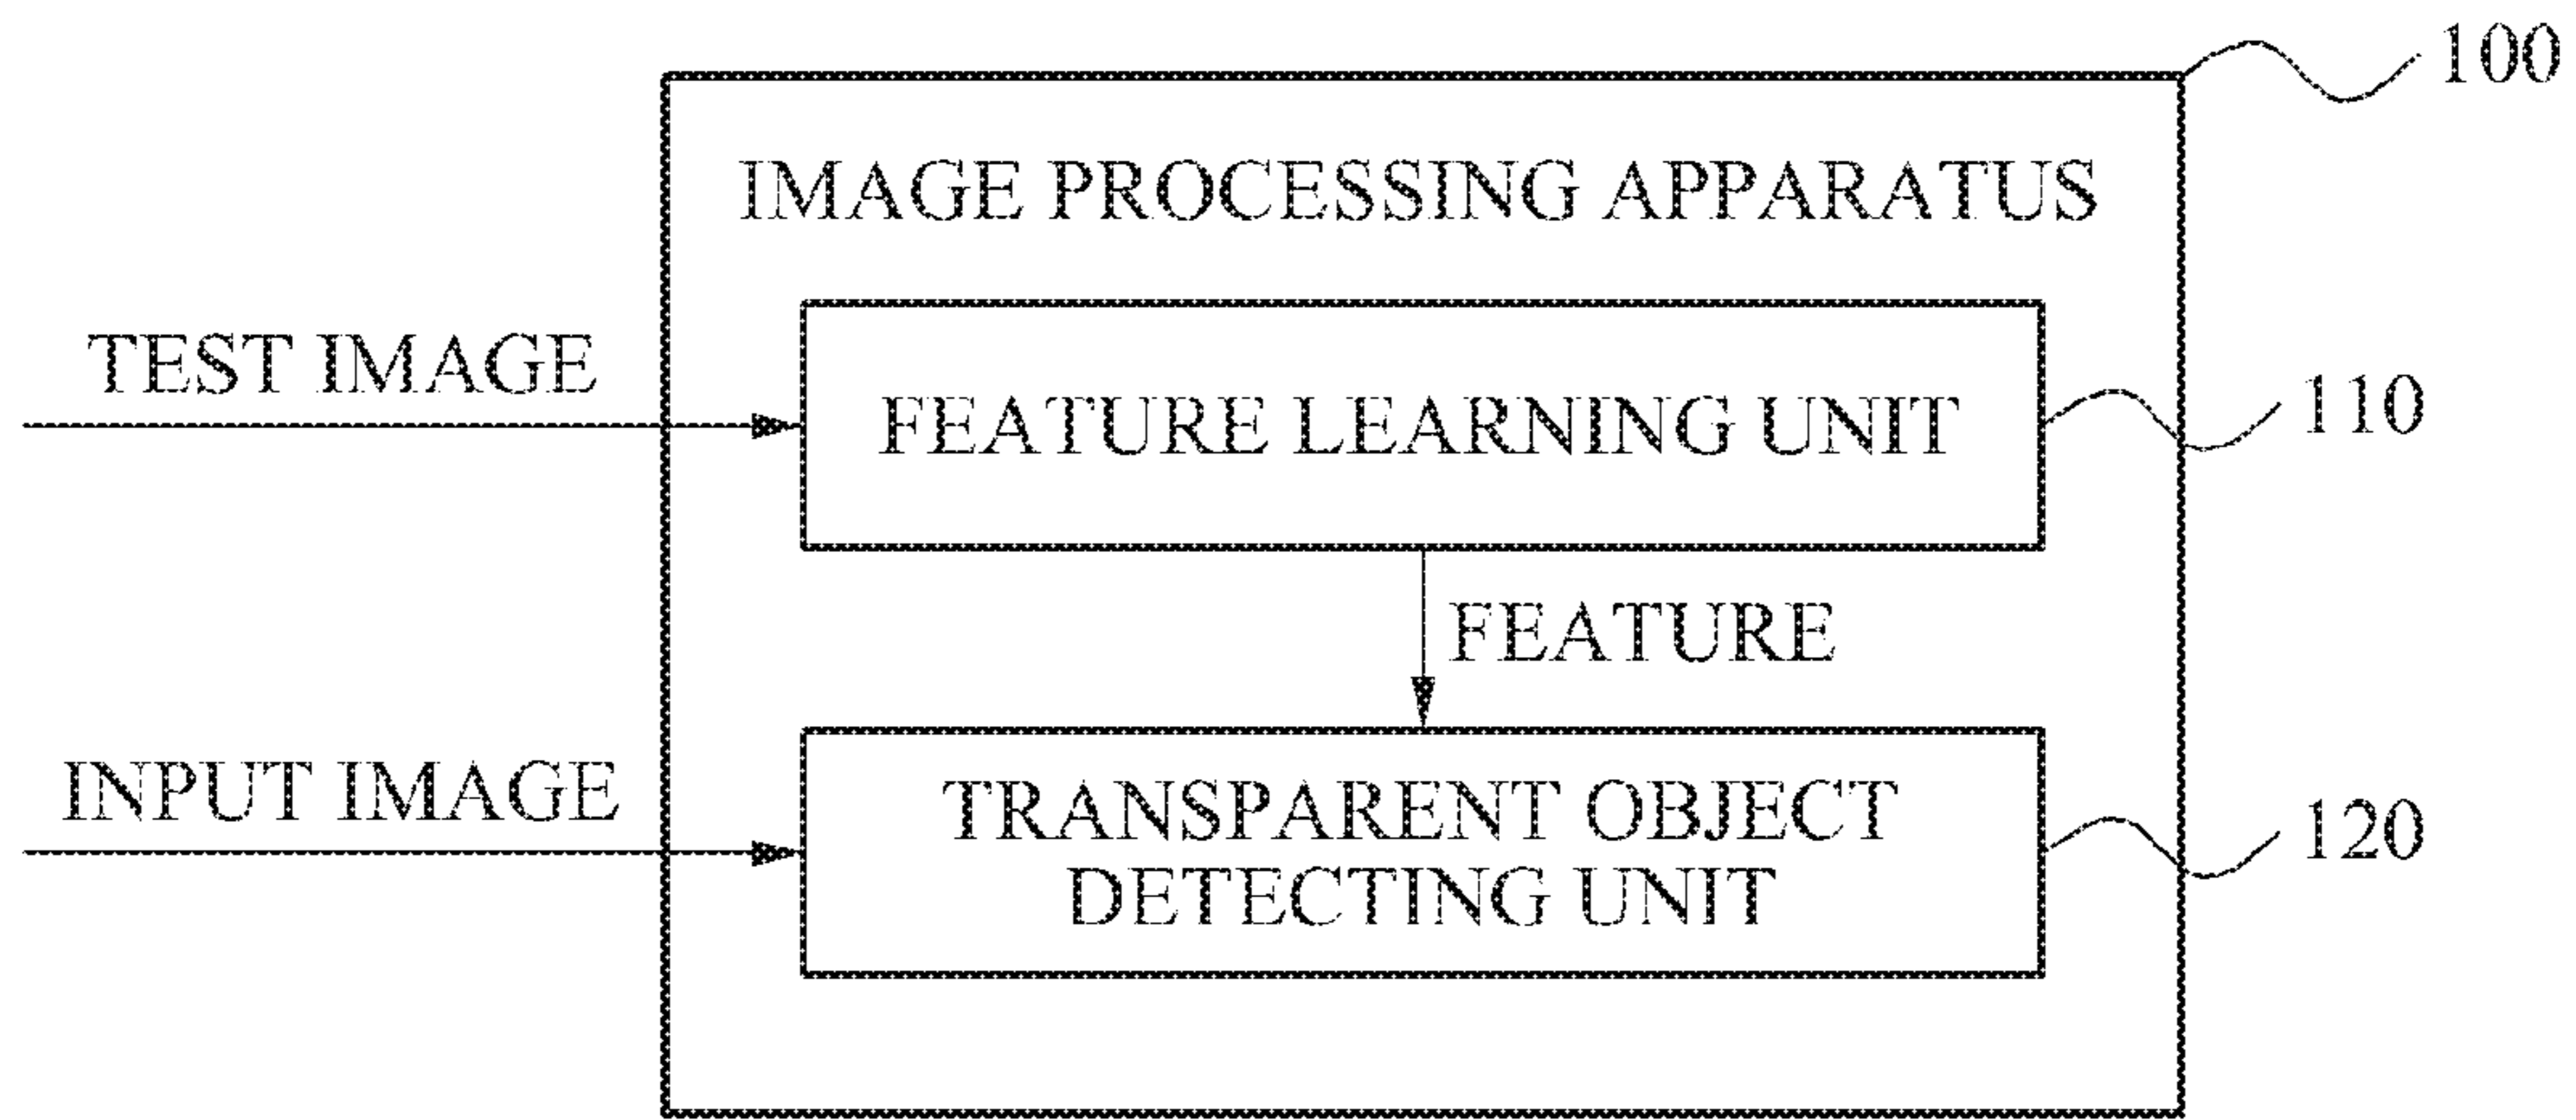 100
IMAGE PROCESSING APPARATUS
TEST IMAGE
FEATURE LEARNING UNIT
110
FEATURE
INPUT IMAGE
TRANSPARENT OBJECT
DETECTING UNIT
120